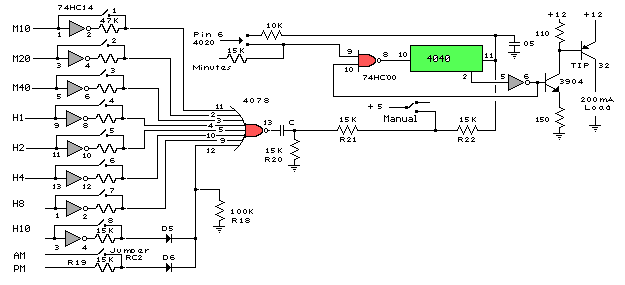 74HC14
M10
1
2
1
47K
M20
3
4
2
M40
5
6
3
H1
9
8
4
H2
11
10
5
H4
13
12
6
H8
1
2
7
H10
3
4
8
15K
D5
AM
Jumper
RC2
PM
R19
15K
D6
4078
11
2
3
4
5
10
9
12
13
C
15K
R20
100K
R18
Pin 6
4020
10K
15K
Minutes
9
10
8
74HC'00
10
4040
11
2
05
5
6
+5
Manual
15K
R21
15K
R22
+12
110
3904
150
+12
TIP 32
200mA
Load